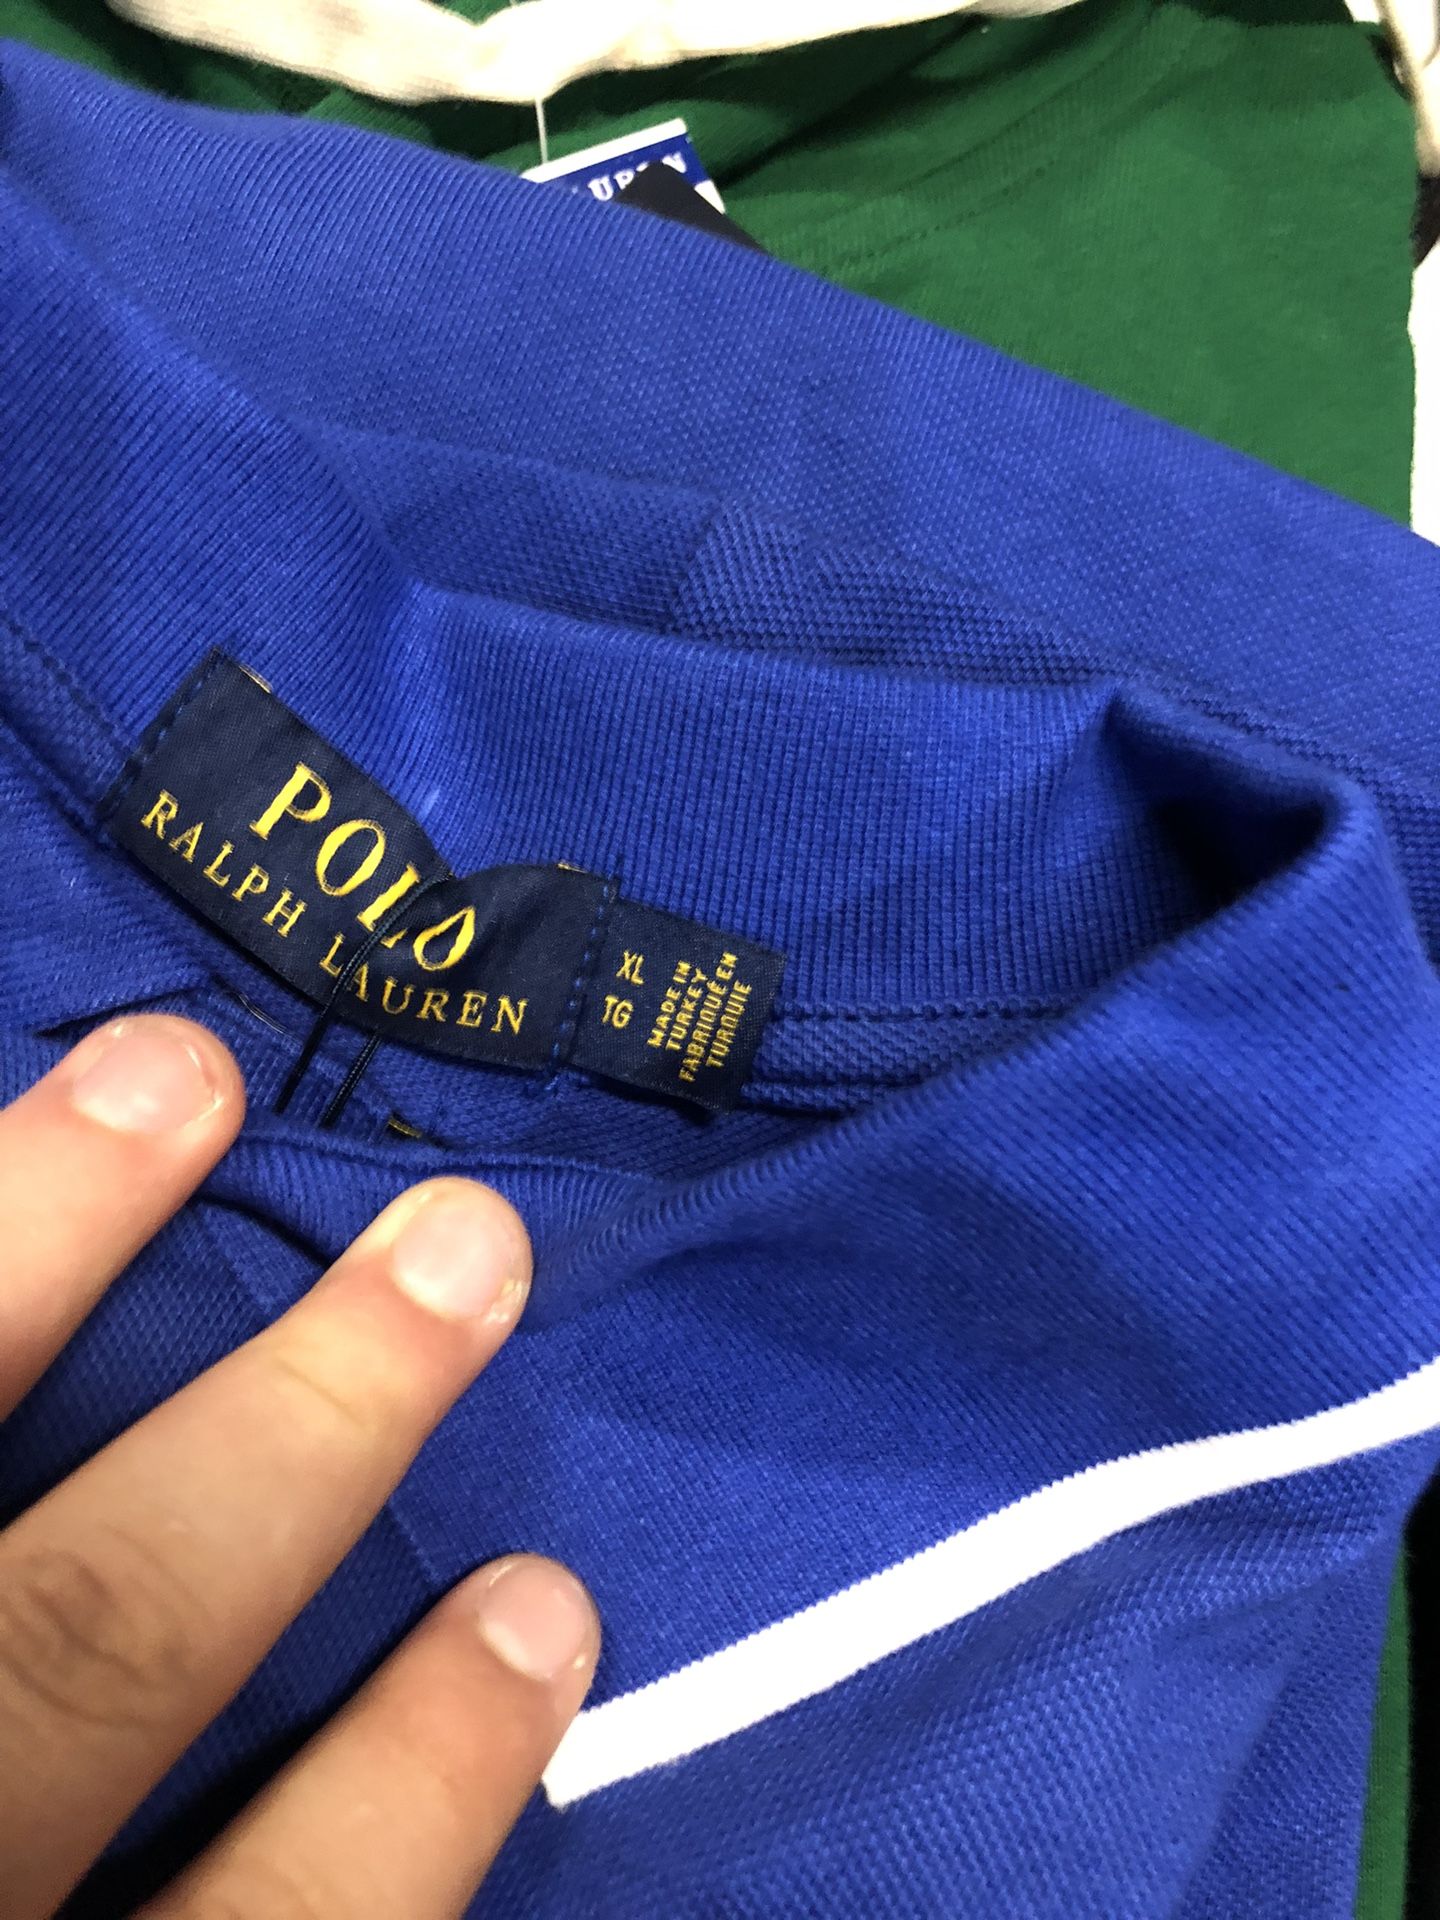 POLO
RALPH LAUREN
XL
TG
MADE IN
TURKEY
FABRIQUÉ EN
TURQUIE